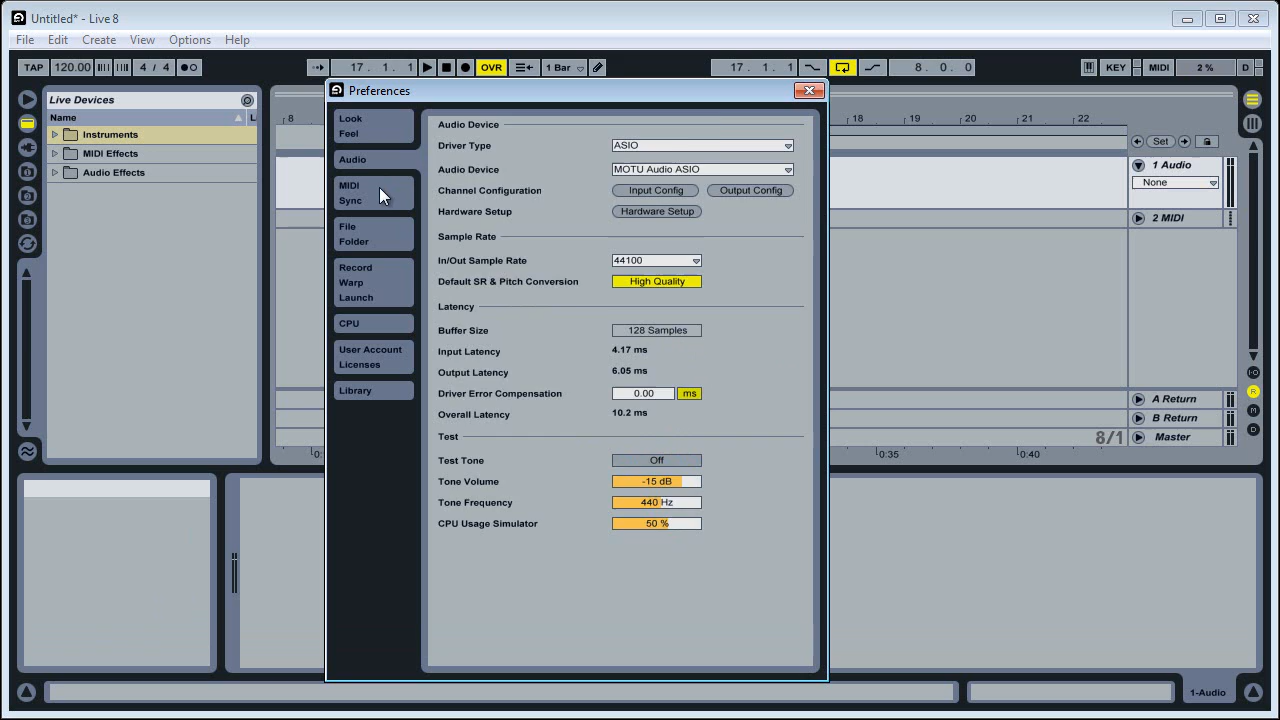 Untitled* - Live 8
File Edit Create View Options Help
TAP 120.00 4 / 4 17. 1. 1 OVR 1 Bar 17. 1. 1 8. 0. 0 KEY MIDI 2 % D
Live Devices
Name
Instruments
MIDI Effects
Audio Effects
Preferences
Look
Feel
Audio
MIDI
Sync
File
Folder
Record
Warp
Launch
CPU
User Account
Licenses
Library
Audio Device
Driver Type ASIO
Audio Device MOTU Audio ASIO
Channel Configuration Input Config Output Config
Hardware Setup Hardware Setup
Sample Rate
In/Out Sample Rate 44100
Default SR & Pitch Conversion High Quality
Latency
Buffer Size 128 Samples
Input Latency 4.17 ms
Output Latency 6.05 ms
Driver Error Compensation 0.00 ms
Overall Latency 10.2 ms
Test
Test Tone Off
Tone Volume -15 dB
Tone Frequency 440 Hz
CPU Usage Simulator 50 %
8 18 19 20 21 22
Set
1 Audio
None
2 MIDI
I·O
R
M
D
A Return
B Return
8/1 Master
0: 0:35 0:40
1-Audio